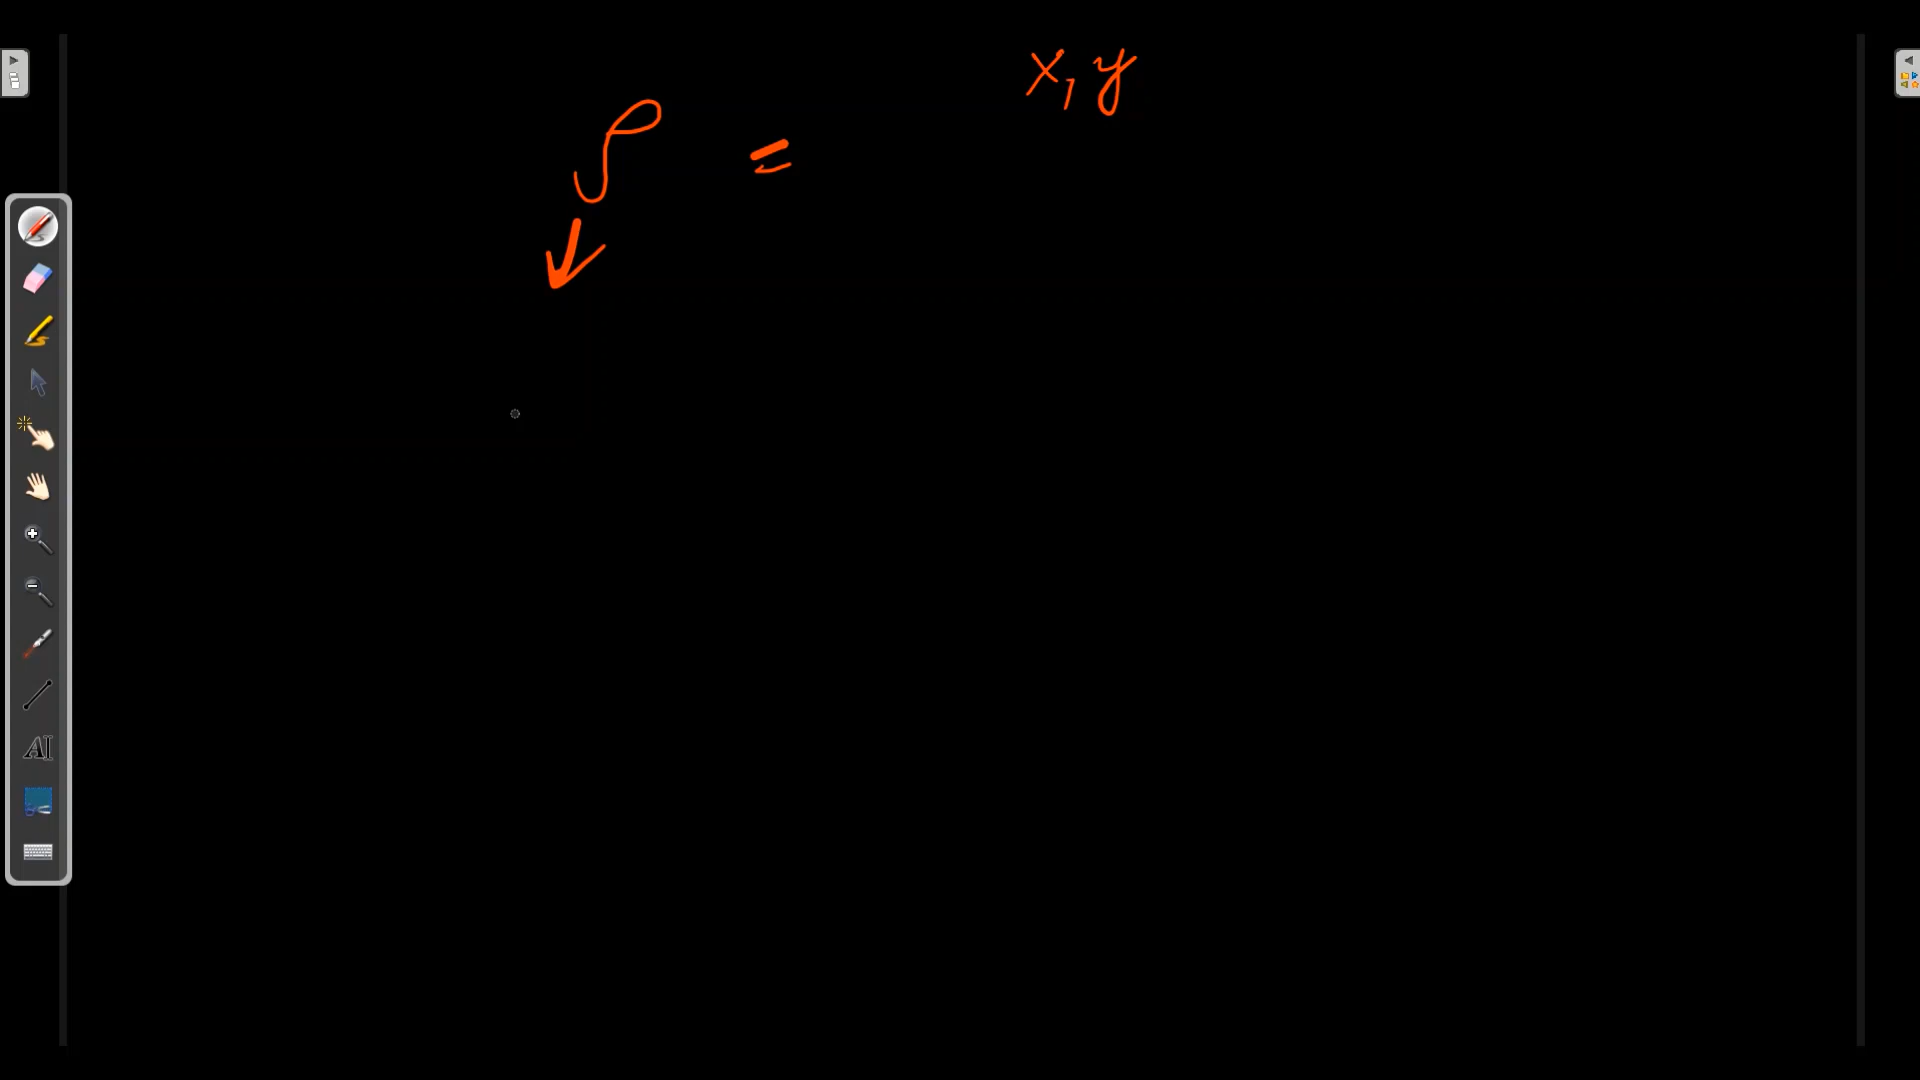 x, y
ρ =